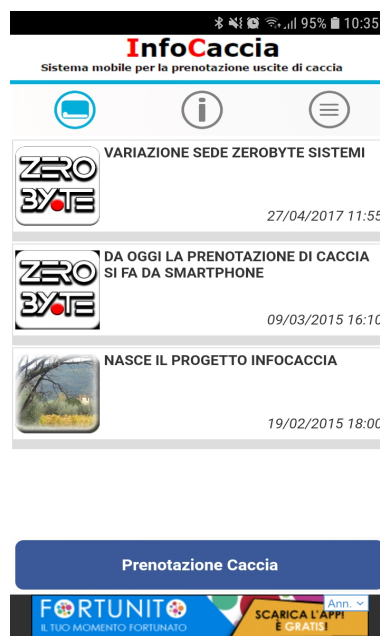 95% 10:35
InfoCaccia
Sistema mobile per la prenotazione uscite di caccia
ZERO
BYTE
VARIAZIONE SEDE ZEROBYTE SISTEMI
27/04/2017 11:55
ZERO
BYTE
DA OGGI LA PRENOTAZIONE DI CACCIA
SI FA DA SMARTPHONE
09/03/2015 16:10
NASCE IL PROGETTO INFOCACCIA
19/02/2015 18:00
Prenotazione Caccia
FORTUNITO
IL TUO MOMENTO FORTUNATO
Ann.
SCARICA L'APP!
È GRATIS!